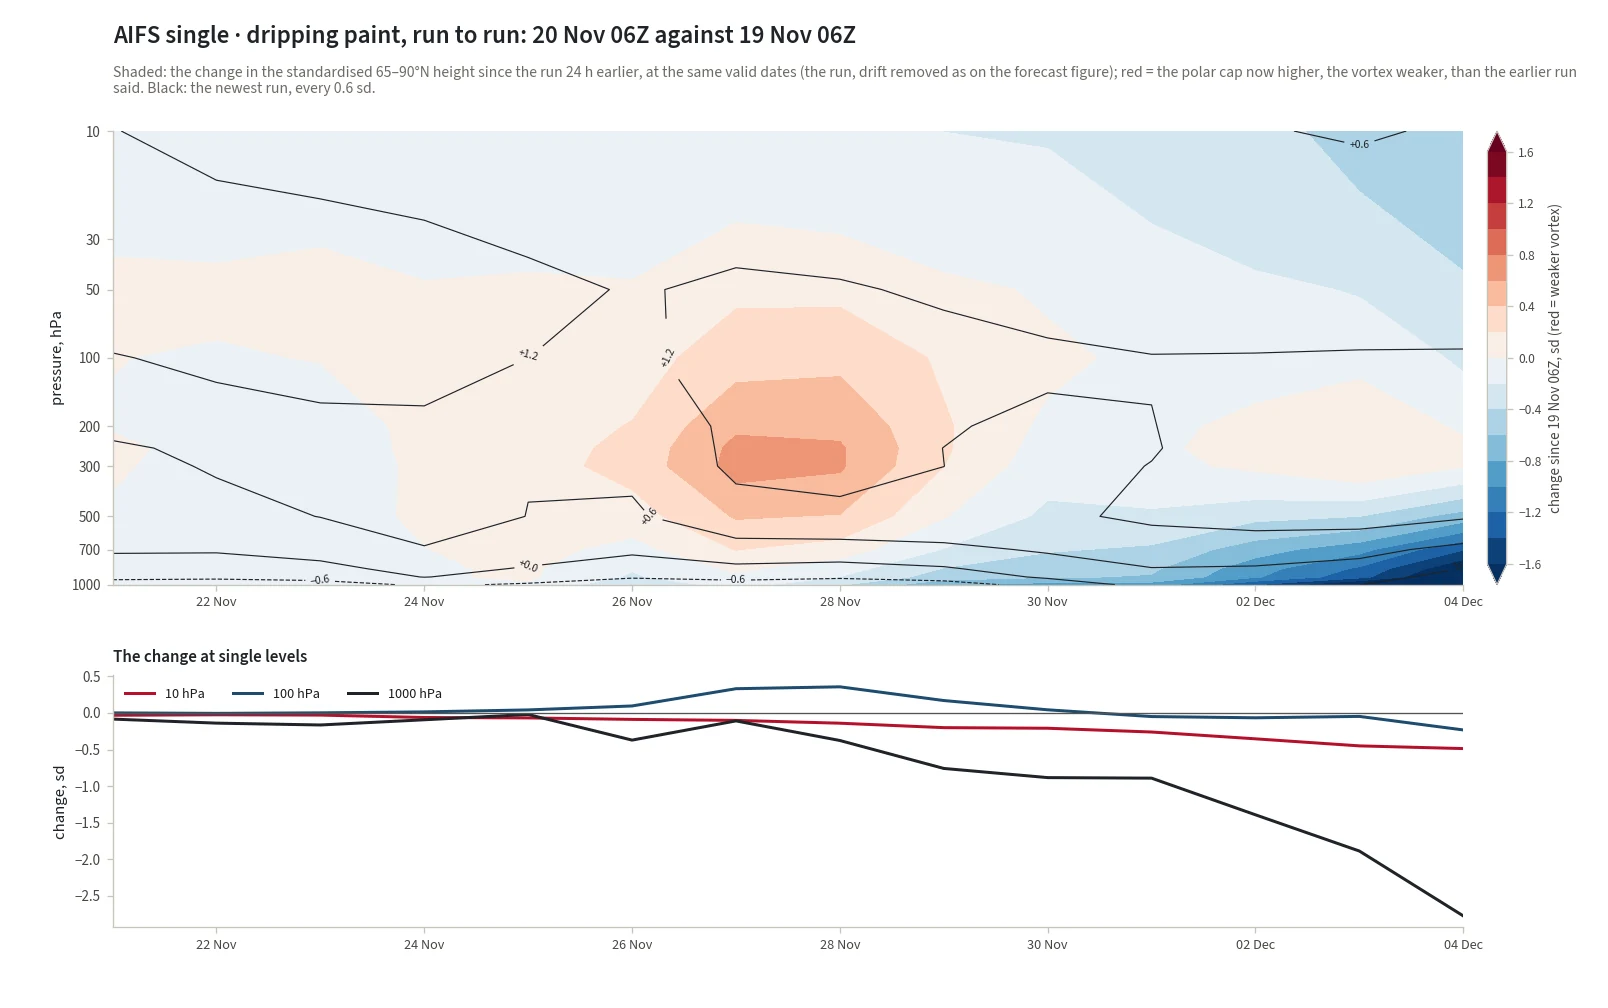 AIFS single · dripping paint, run to run: 20 Nov 06Z against 19 Nov 06Z
Shaded: the change in the standardised 65–90°N height since the run 24 h earlier, at the same valid dates (the run, drift removed as on the forecast figure); red = the polar cap now higher, the vortex weaker, than the earlier run
said. Black: the newest run, every 0.6 sd.
pressure, hPa
10
30
50
100
200
300
500
700
1000
+1.2
+1.2
+0.6
+0.6
+0.0
−0.6
−0.6
22 Nov
24 Nov
26 Nov
28 Nov
30 Nov
02 Dec
04 Dec
1.6
1.2
0.8
0.4
0.0
−0.4
−0.8
−1.2
−1.6
change since 19 Nov 06Z, sd (red = weaker vortex)
The change at single levels
10 hPa
100 hPa
1000 hPa
change, sd
0.5
0.0
−0.5
−1.0
−1.5
−2.0
−2.5
22 Nov
24 Nov
26 Nov
28 Nov
30 Nov
02 Dec
04 Dec